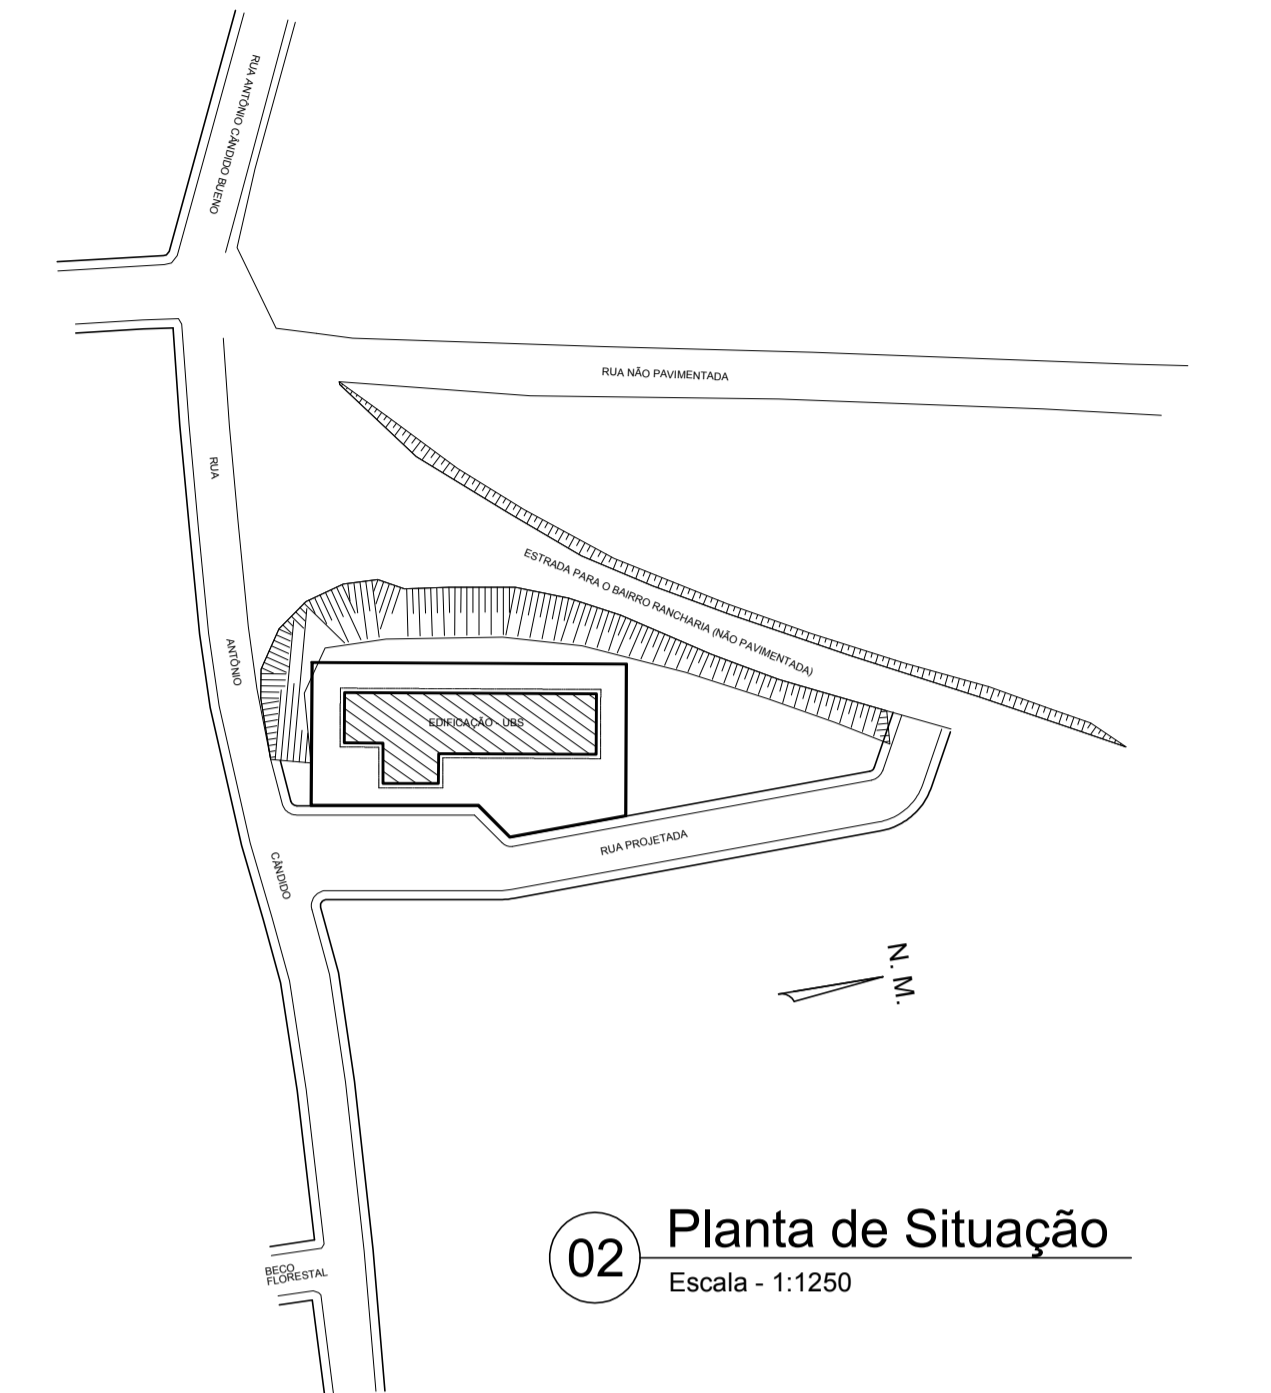 RUA ANTÔNIO CÂNDIDO BUENO
RUA NÃO PAVIMENTADA
RUA
ESTRADA PARA O BAIRRO RANCHARIA (NÃO PAVIMENTADA)
ANTÔNIO
EDIFICAÇÃO - UBS
RUA PROJETADA
CÂNDIDO
N. M.
02
Planta de Situação
Escala - 1:1250
BECO
FLORESTAL